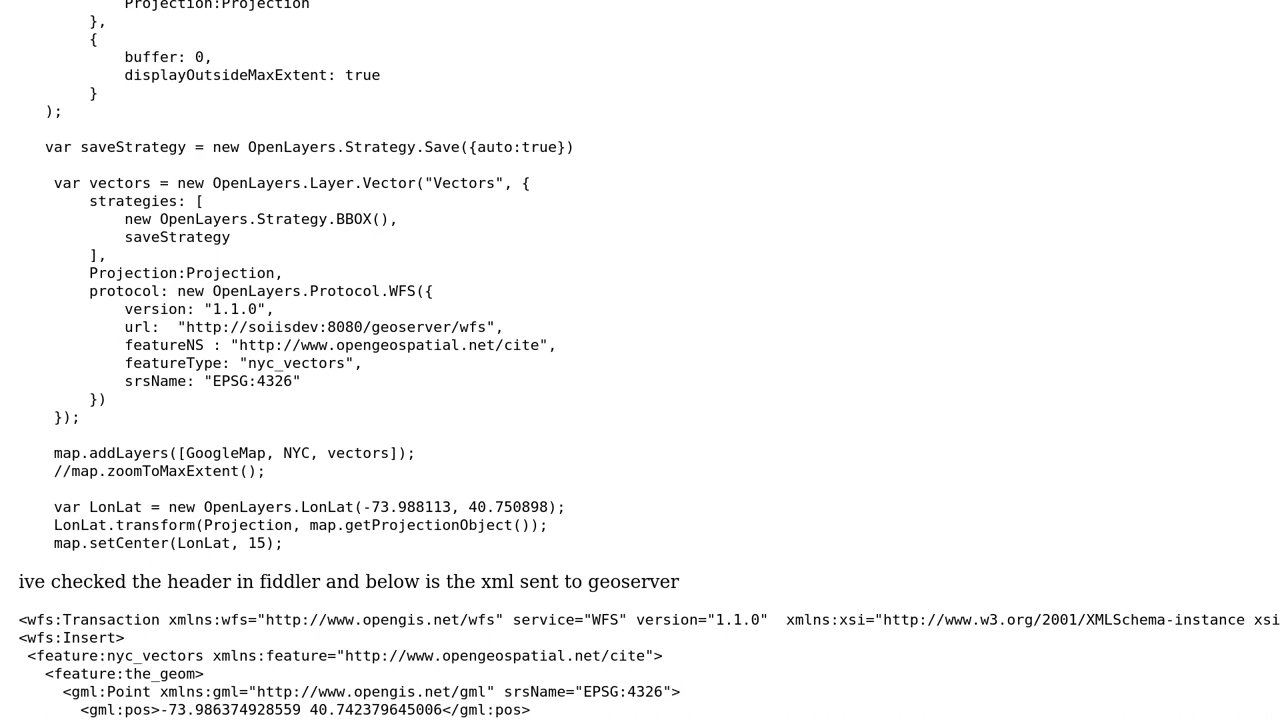 Projection:Projection
},
{
buffer: 0,
displayOutsideMaxExtent: true
}
);
var saveStrategy = new OpenLayers.Strategy.Save({auto:true})
var vectors = new OpenLayers.Layer.Vector("Vectors", {
strategies: [
new OpenLayers.Strategy.BBOX(),
saveStrategy
],
Projection:Projection,
protocol: new OpenLayers.Protocol.WFS({
version: "1.1.0",
url:  "http://soiisdev:8080/geoserver/wfs",
featureNS : "http://www.opengeospatial.net/cite",
featureType: "nyc_vectors",
srsName: "EPSG:4326"
})
});
map.addLayers([GoogleMap, NYC, vectors]);
//map.zoomToMaxExtent();
var LonLat = new OpenLayers.LonLat(-73.988113, 40.750898);
LonLat.transform(Projection, map.getProjectionObject());
map.setCenter(LonLat, 15);
ive checked the header in fiddler and below is the xml sent to geoserver
<wfs:Transaction xmlns:wfs="http://www.opengis.net/wfs" service="WFS" version="1.1.0"  xmlns:xsi="http://www.w3.org/2001/XMLSchema-instance xsi
<wfs:Insert>
<feature:nyc_vectors xmlns:feature="http://www.opengeospatial.net/cite">
<feature:the_geom>
<gml:Point xmlns:gml="http://www.opengis.net/gml" srsName="EPSG:4326">
<gml:pos>-73.986374928559 40.742379645006</gml:pos>